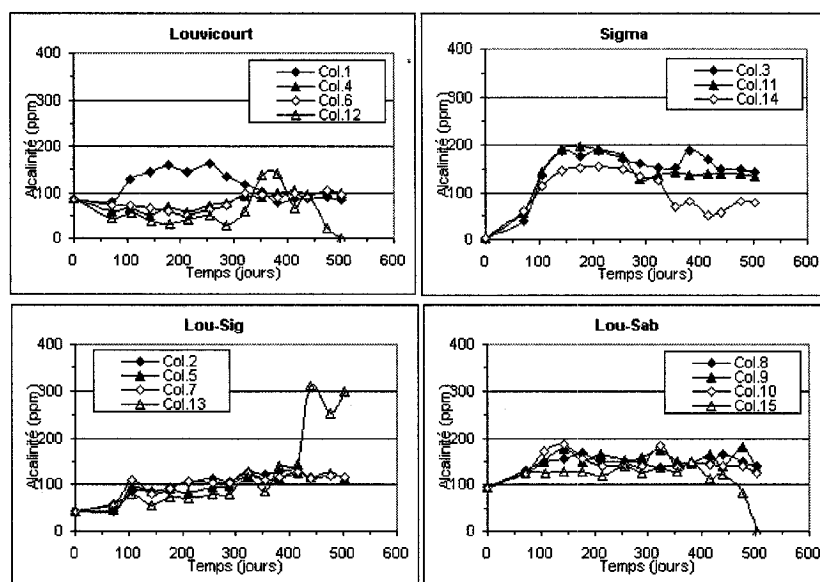 Louvicourt
400
300
200
100
0
Alcalinité (ppm)
Col.1
Col.4
Col.6
Col.12
0 100 200 300 400 500 600
Temps (jours)
Sigma
400
300
200
100
0
Alcalinité (ppm)
Col.3
Col.11
Col.14
0 100 200 300 400 500 600
Temps (jours)
Lou-Sig
400
300
200
100
0
Alcalinité (ppm)
Col.2
Col.5
Col.7
Col.13
0 100 200 300 400 500 600
Temps (jours)
Lou-Sab
400
300
200
100
0
Alcalinité (ppm)
Col.8
Col.9
Col.10
Col.15
0 100 200 300 400 500 600
Temps (jours)